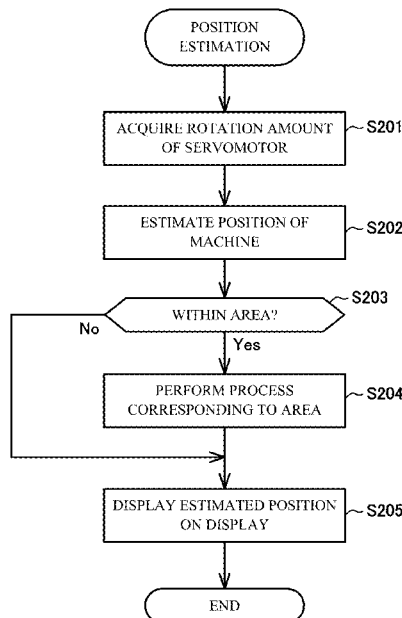 POSITION
ESTIMATION
ACQUIRE ROTATION AMOUNT
OF SERVOMOTOR
S201
ESTIMATE POSITION OF
MACHINE
S202
WITHIN AREA?
S203
No
Yes
PERFORM PROCESS
CORRESPONDING TO AREA
S204
DISPLAY ESTIMATED POSITION
ON DISPLAY
S205
END